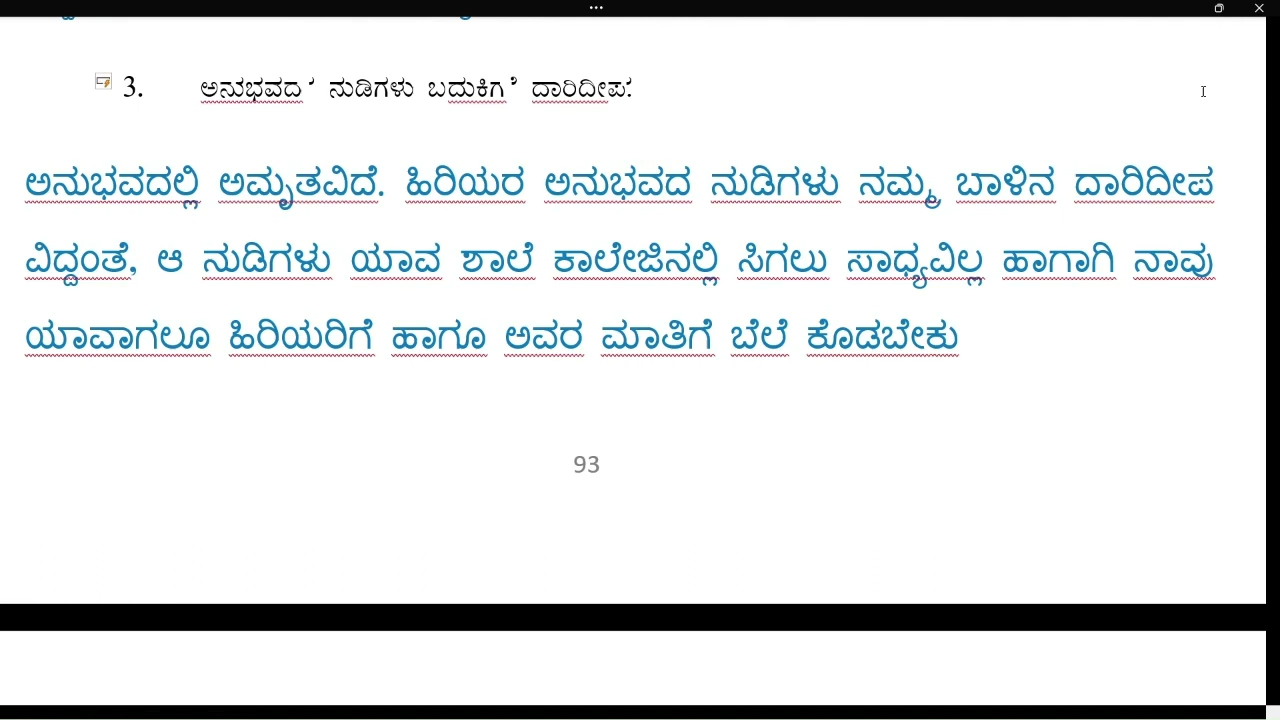 3. ಅನುಭವದ ' ನುಡಿಗಳು ಬದುಕಿಗೆ ' ದಾರಿದೀಪ:
ಅನುಭವದಲ್ಲಿ ಅಮೃತವಿದೆ. ಹಿರಿಯರ ಅನುಭವದ ನುಡಿಗಳು ನಮ್ಮ ಬಾಳಿನ ದಾರಿದೀಪ
ವಿದ್ದಂತೆ, ಆ ನುಡಿಗಳು ಯಾವ ಶಾಲೆ ಕಾಲೇಜಿನಲ್ಲಿ ಸಿಗಲು ಸಾಧ್ಯವಿಲ್ಲ ಹಾಗಾಗಿ ನಾವು
ಯಾವಾಗಲೂ ಹಿರಿಯರಿಗೆ ಹಾಗೂ ಅವರ ಮಾತಿಗೆ ಬೆಲೆ ಕೊಡಬೇಕು
93